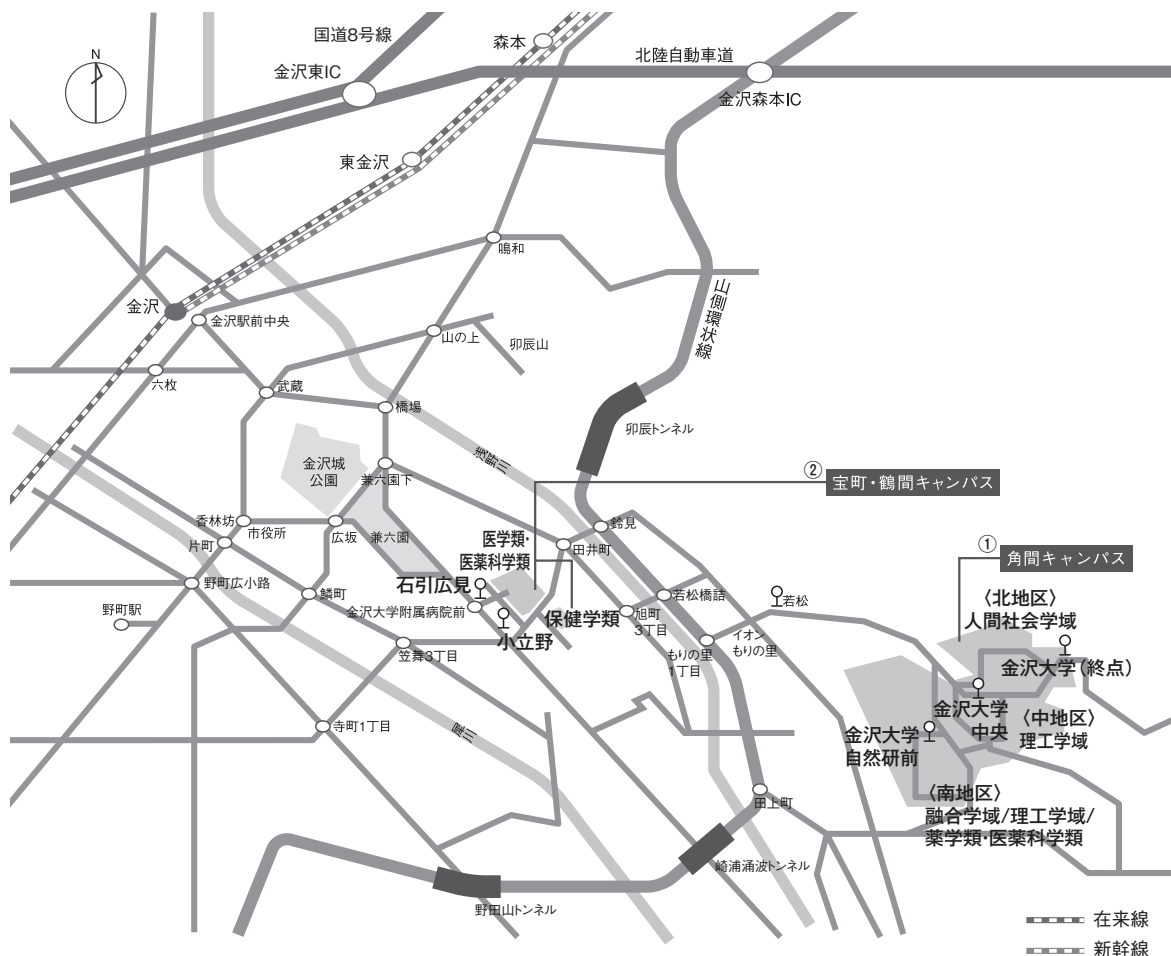 国道8号線
森本
北陸自動車道
N
金沢東IC
金沢森本IC
東金沢
鳴和
山側環状線
金沢
金沢駅前中央
山の上
卯辰山
六枚
武蔵
橋場
卯辰トンネル
浅野川
金沢城
公園
兼六園下
②
宝町・鶴間キャンパス
香林坊
市役所
広坂
兼六園
医学類・
医薬科学類
鈴見
田井町
片町
①
角間キャンパス
野町広小路
鱗町
石引広見
金沢大学附属病院前
保健学類
旭町
3丁目
若松橋詰
若松
〈北地区〉
人間社会学域
野町駅
小立野
笠舞3丁目
もりの里
1丁目
イオン
もりの里
金沢大学(終点)
金沢大学
中央
〈中地区〉
理工学域
寺町1丁目
犀川
金沢大学
自然研前
田上町
〈南地区〉
融合学域/理工学域/
薬学類・医薬科学類
崎浦涌波トンネル
野田山トンネル
在来線
新幹線